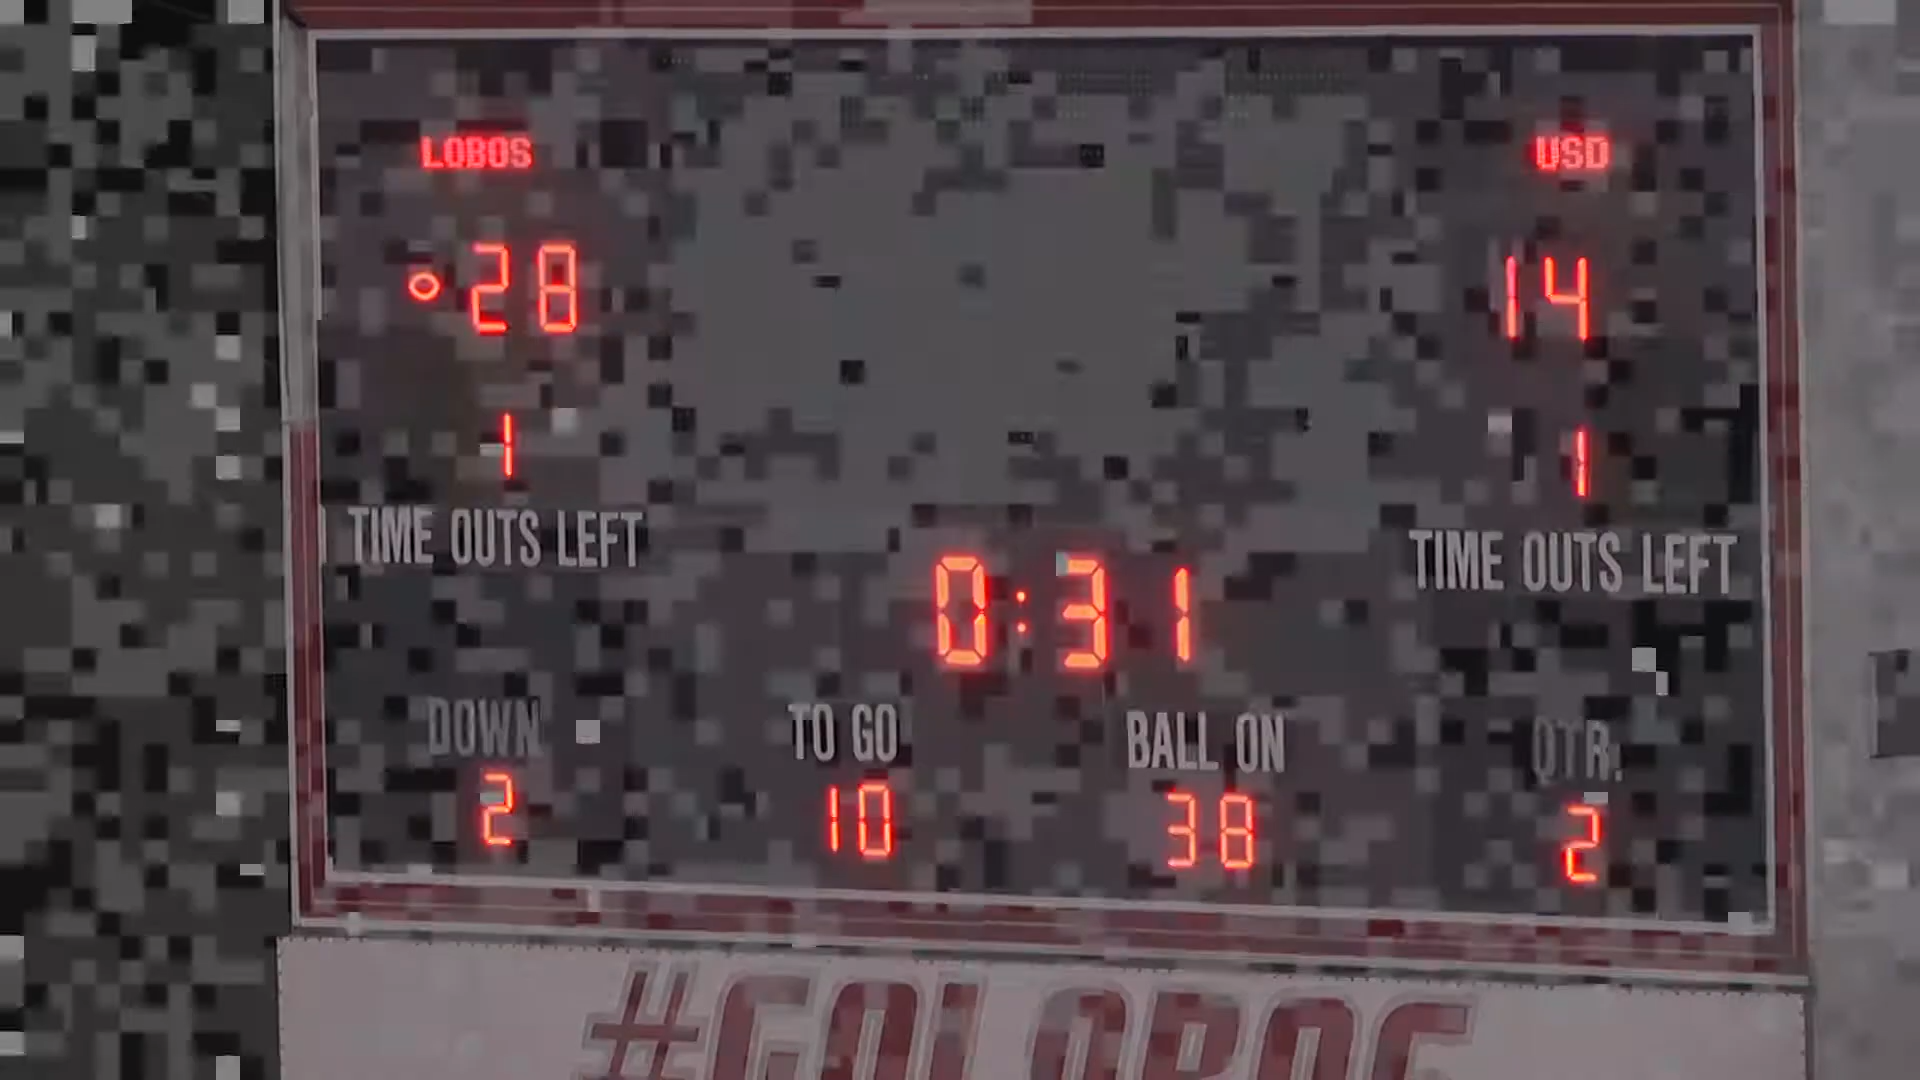 LOBOS
USD
28
14
1
1
TIME OUTS LEFT
TIME OUTS LEFT
0:31
DOWN
TO GO
BALL ON
QTR.
2
10
38
2
#GOLOBOS